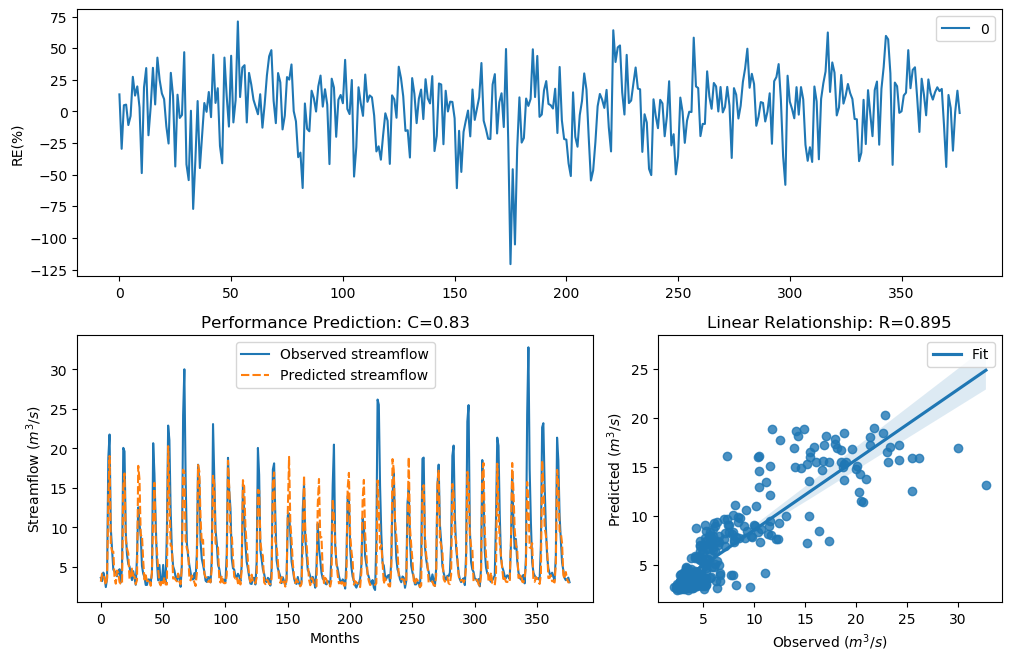 75
50
25
0
−25
−50
−75
−100
−125
RE(%)
0
0 50 100 150 200 250 300 350
Performance Prediction: C=0.83
Observed streamflow
Predicted streamflow
30
25
20
15
10
5
Streamflow (m³/s)
0 50 100 150 200 250 300 350
Months
Linear Relationship: R=0.895
Fit
25
20
15
10
5
Predicted (m³/s)
5 10 15 20 25 30
Observed (m³/s)